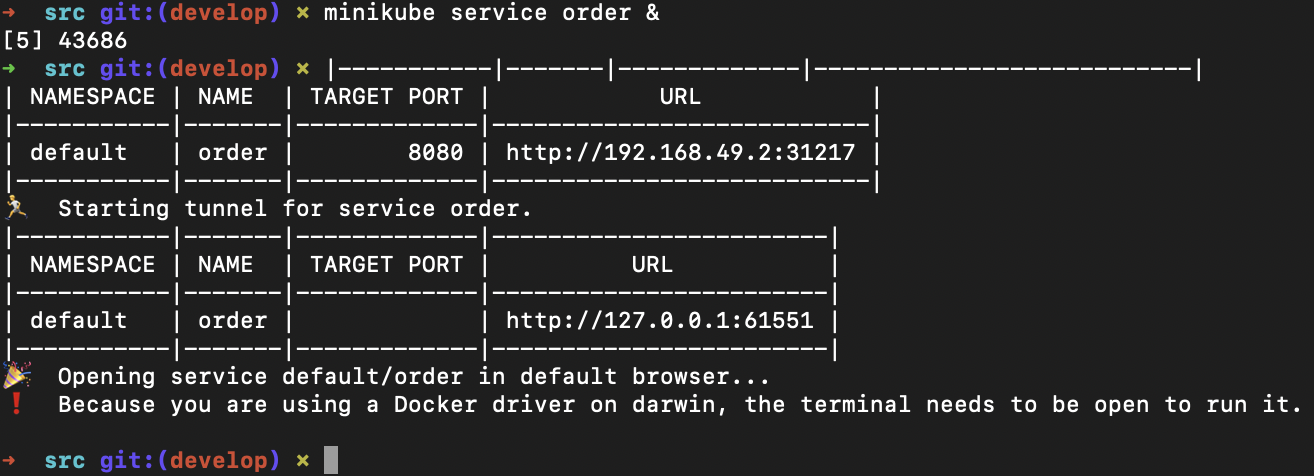 ➜  src git:(develop) ✗ minikube service order &
[5] 43686
➜  src git:(develop) ✗ |-----------|-------|-------------|---------------------------|
| NAMESPACE | NAME  | TARGET PORT |            URL            |
|-----------|-------|-------------|---------------------------|
| default   | order |        8080 | http://192.168.49.2:31217 |
|-----------|-------|-------------|---------------------------|
🏃  Starting tunnel for service order.
|-----------|-------|-------------|------------------------|
| NAMESPACE | NAME  | TARGET PORT |          URL           |
|-----------|-------|-------------|------------------------|
| default   | order |             | http://127.0.0.1:61551 |
|-----------|-------|-------------|------------------------|
🎉  Opening service default/order in default browser...
❗  Because you are using a Docker driver on darwin, the terminal needs to be open to run it.
➜  src git:(develop) ✗